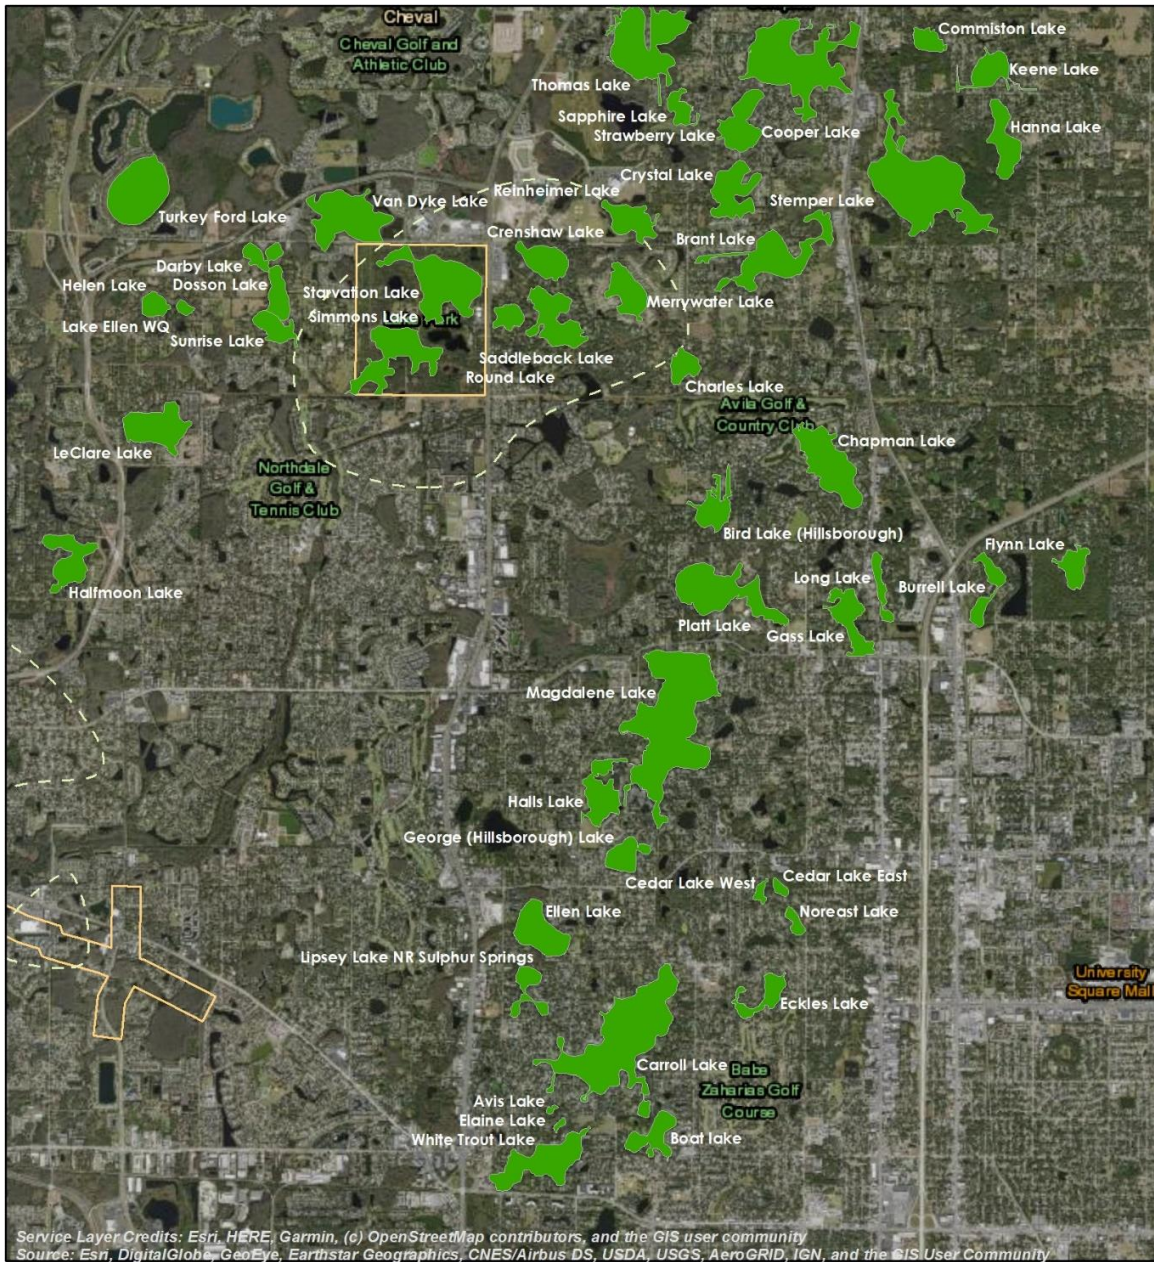 Cheval
Cheval Golf and
Athletic Club
Commiston Lake
Thomas Lake
Keene Lake
Sapphire Lake
Strawberry Lake
Cooper Lake
Hanna Lake
Crystal Lake
Reinheimer Lake
Van Dyke Lake
Stemper Lake
Turkey Ford Lake
Crenshaw Lake
Brant Lake
Darby Lake
Dosson Lake
Helen Lake
Starvation Lake
Merrywater Lake
Simmons Lake
Lake Ellen WQ
Sunrise Lake
Saddleback Lake
Round Lake
Charles Lake
Avila Golf &
Country Club
Chapman Lake
LeClare Lake
Northdale
Golf &
Tennis Club
Bird Lake (Hillsborough)
Flynn Lake
Long Lake
Burrell Lake
Halfmoon Lake
Platt Lake
Gass Lake
Magdalene Lake
Halls Lake
George (Hillsborough) Lake
Cedar Lake West
Cedar Lake East
Ellen Lake
Noreast Lake
Lipsey Lake NR Sulphur Springs
University
Square Mall
Eckles Lake
Carroll Lake
Babe
Zaharias Golf
Course
Avis Lake
Elaine Lake
White Trout Lake
Boat lake
Service Layer Credits: Esri, HERE, Garmin, (c) OpenStreetMap contributors, and the GIS user community
Source: Esri, DigitalGlobe, GeoEye, Earthstar Geographics, CNES/Airbus DS, USDA, USGS, AeroGRID, IGN, and the GIS User Community